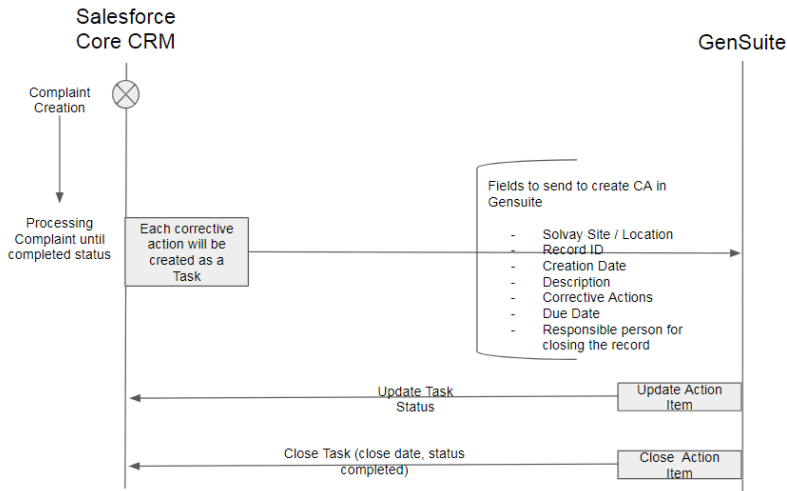 Salesforce
Core CRM
GenSuite
Complaint
Creation
Processing
Complaint until
completed status
Each corrective
action will be
created as a
Task
Fields to send to create CA in
Gensuite
- Solvay Site / Location
- Record ID
- Creation Date
- Description
- Corrective Actions
- Due Date
- Responsible person for
closing the record
Update Task
Status
Update Action
Item
Close Task (close date, status
completed)
Close Action
Item